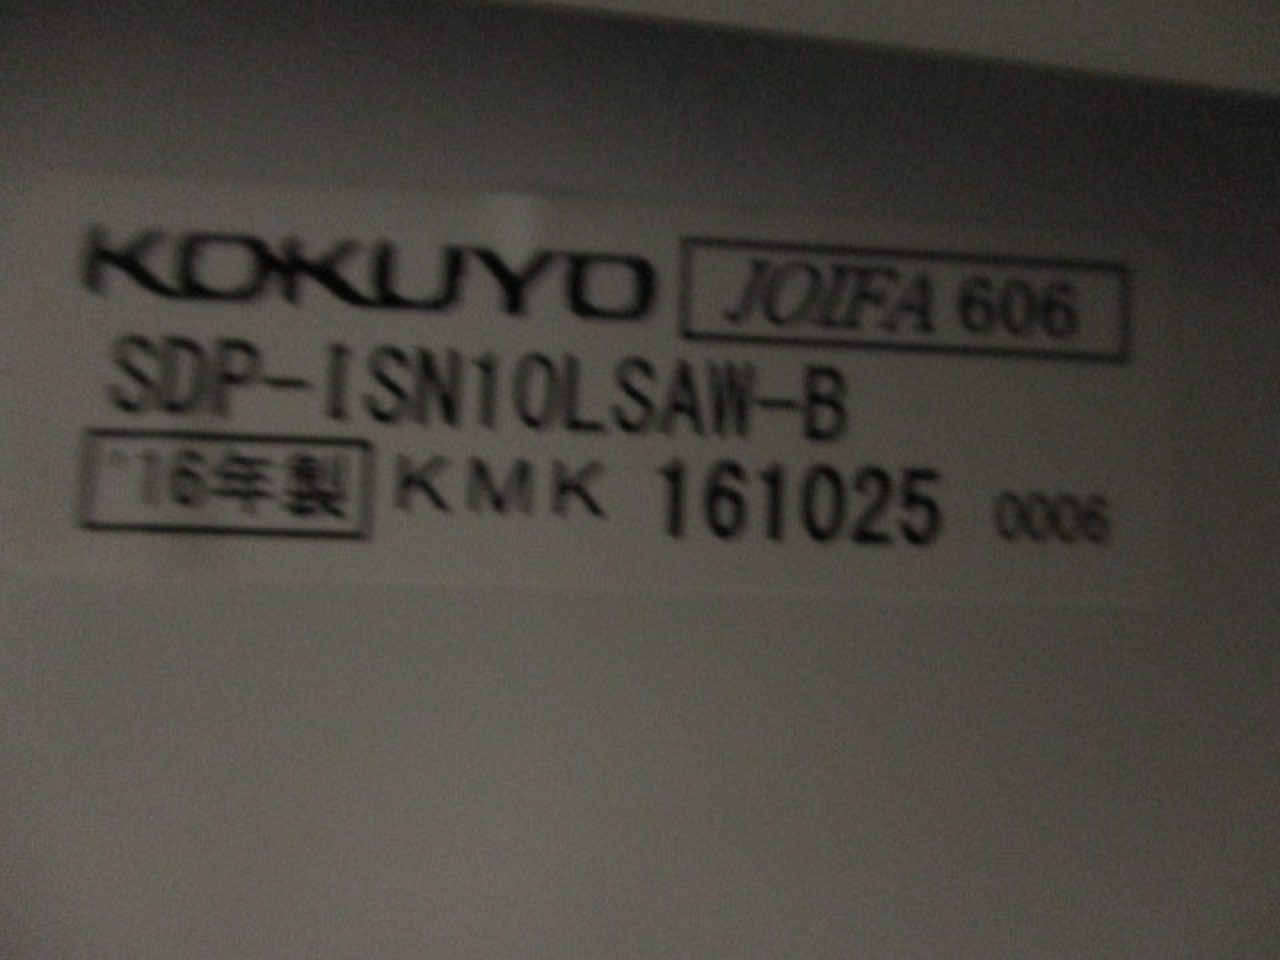 KOKUYO JOIFA 606
SDP-ISN10LSAW-B
'16年製 KMK 161025 0006